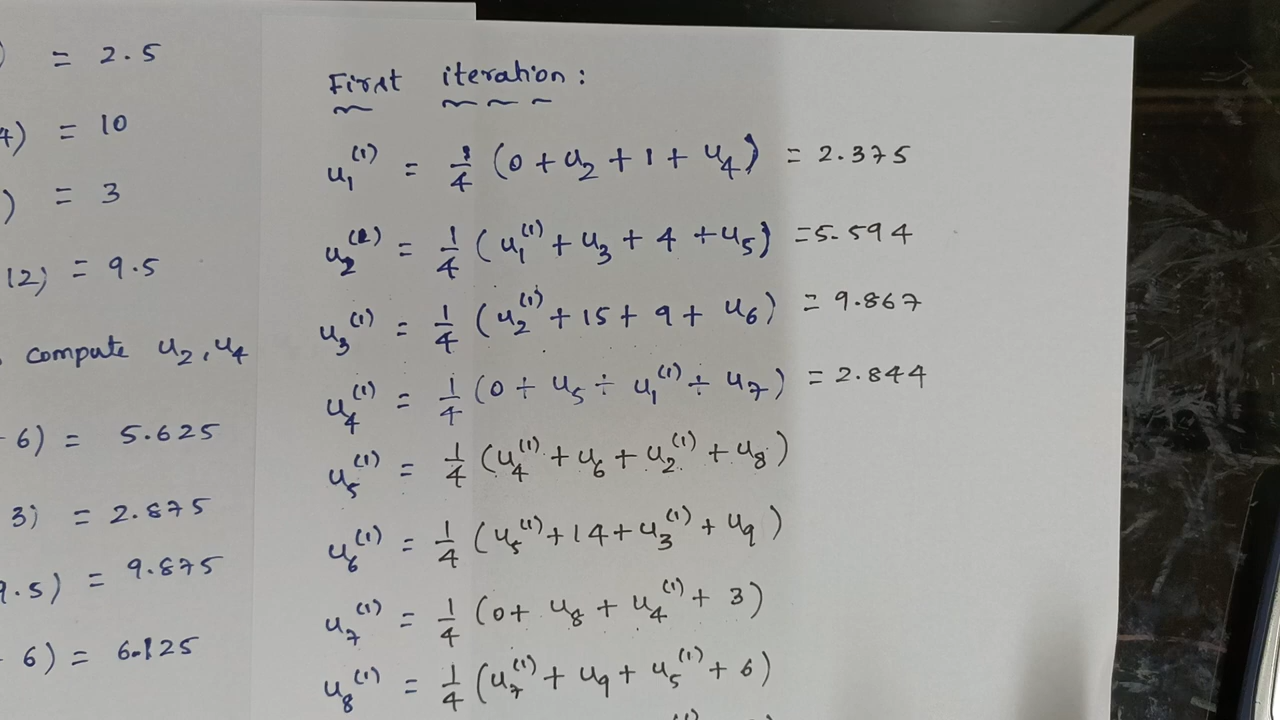 ) = 2.5
4) = 10
) = 3
12) = 9.5
compute u₂, u₄
- 6) = 5.625
3) = 2.875
9.5) = 9.875
- 6) = 6.125
First iteration :
u₁⁽¹⁾ = 1/4 (0 + u₂ + 1 + u₄) = 2.375
u₂⁽¹⁾ = 1/4 (u₁⁽¹⁾ + u₃ + 4 + u₅) = 5.594
u₃⁽¹⁾ = 1/4 (u₂⁽¹⁾ + 15 + 9 + u₆) = 9.867
u₄⁽¹⁾ = 1/4 (0 + u₅ + u₁⁽¹⁾ + u₇) = 2.844
u₅⁽¹⁾ = 1/4 (u₄⁽¹⁾ + u₆ + u₂⁽¹⁾ + u₈)
u₆⁽¹⁾ = 1/4 (u₅⁽¹⁾ + 14 + u₃⁽¹⁾ + u₉)
u₇⁽¹⁾ = 1/4 (0 + u₈ + u₄⁽¹⁾ + 3)
u₈⁽¹⁾ = 1/4 (u₇⁽¹⁾ + u₉ + u₅⁽¹⁾ + 6)